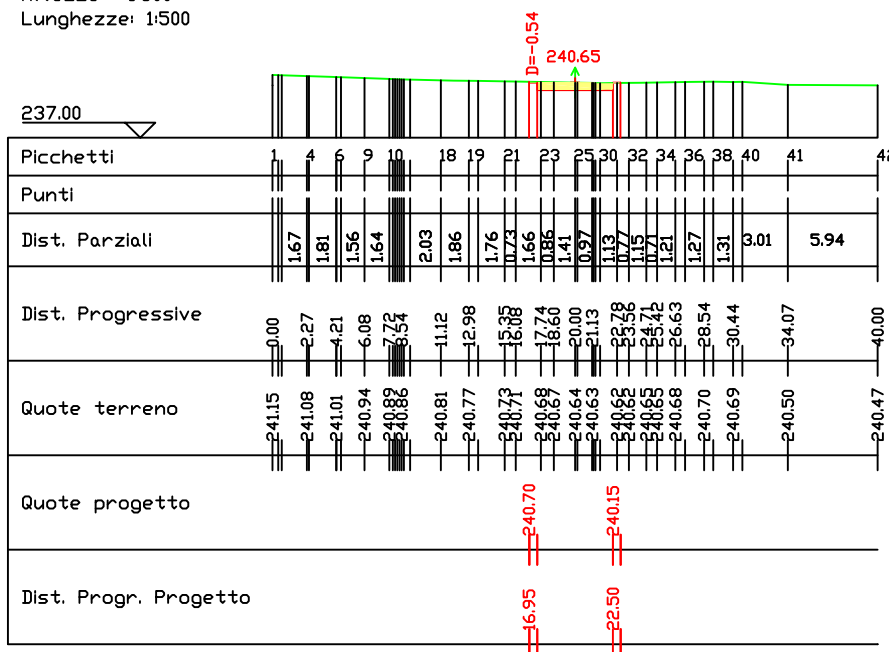 Lunghezze: 1:500
D=-0.54
240.65
237.00
Picchetti 1 4 6 9 10 18 19 21 23 25 30 32 34 36 38 40 41
Punti
Dist. Parziali 1.67 1.81 1.56 1.64 2.03 1.86 1.76 0.73 1.66 0.86 1.41 0.97 1.13 0.77 1.15 0.71 1.21 1.27 1.31 3.01 5.94
Dist. Progressive 0.00 2.27 4.21 6.08 7.72 8.54 11.12 12.98 15.35 16.08 17.74 18.60 20.00 21.13 22.78 23.56 24.71 25.42 26.63 28.54 30.44 34.07 40.00
Quote terreno 241.15 241.08 241.01 240.94 240.89 240.86 240.81 240.77 240.73 240.71 240.68 240.67 240.64 240.63 240.62 240.62 240.65 240.65 240.68 240.70 240.69 240.50 240.47
Quote progetto 240.70 240.15
Dist. Progr. Progetto 16.95 22.50